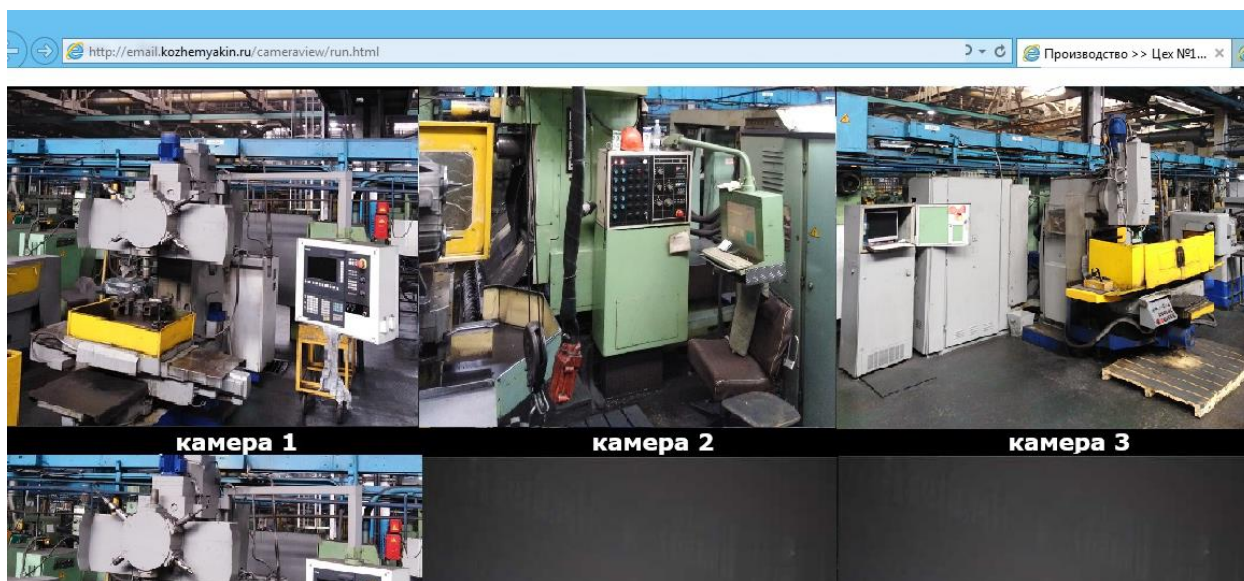 http://email.kozhemyakin.ru/cameraview/run.html
Производство >> Цех №1...
камера 1
камера 2
камера 3